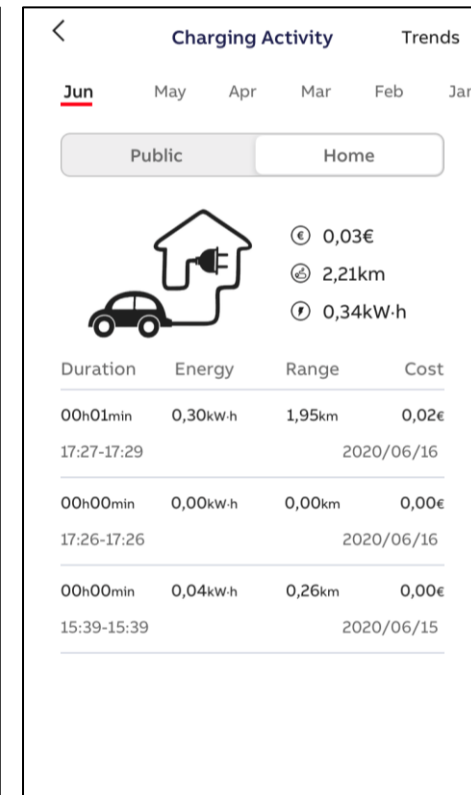 Charging Activity Trends
Jun May Apr Mar Feb Jan
Public Home
€ 0,03€
2,21km
0,34kW·h
Duration Energy Range Cost
00h01min 0,30kW·h 1,95km 0,02€
17:27-17:29 2020/06/16
00h00min 0,00kW·h 0,00km 0,00€
17:26-17:26 2020/06/16
00h00min 0,04kW·h 0,26km 0,00€
15:39-15:39 2020/06/15